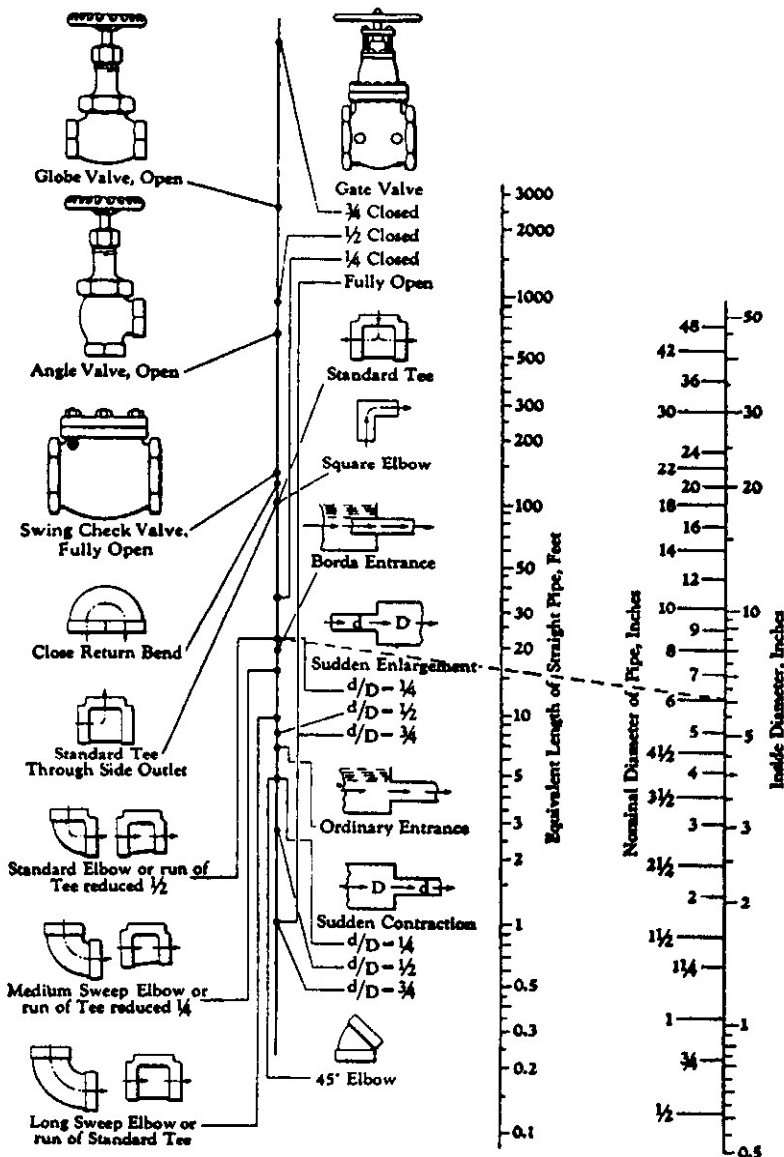 Globe Valve, Open
Angle Valve, Open
Swing Check Valve,
Fully Open
Close Return Bend
Standard Tee
Through Side Outlet
Standard Elbow or run of
Tee reduced ½
Medium Sweep Elbow or
run of Tee reduced ¼
Long Sweep Elbow or
run of Standard Tee
Gate Valve
¾ Closed
½ Closed
¼ Closed
Fully Open
Standard Tee
Square Elbow
Borda Entrance
d D
Sudden Enlargement
d/D = ¼
d/D = ½
d/D = ¾
Ordinary Entrance
D d
Sudden Contraction
d/D = ¼
d/D = ½
d/D = ¾
45° Elbow
3000
2000
1000
500
300
200
100
50
30
20
10
5
3
2
1
0.5
0.3
0.2
0.1
Equivalent Length of Straight Pipe, Feet
Nominal Diameter of Pipe, Inches
48
42
36
30
24
22
20
18
16
14
12
10
9
8
7
6
5
4½
4
3½
3
2½
2
1½
1¼
1
¾
½
50
30
20
10
5
3
2
1
0.5
Inside Diameter, Inches